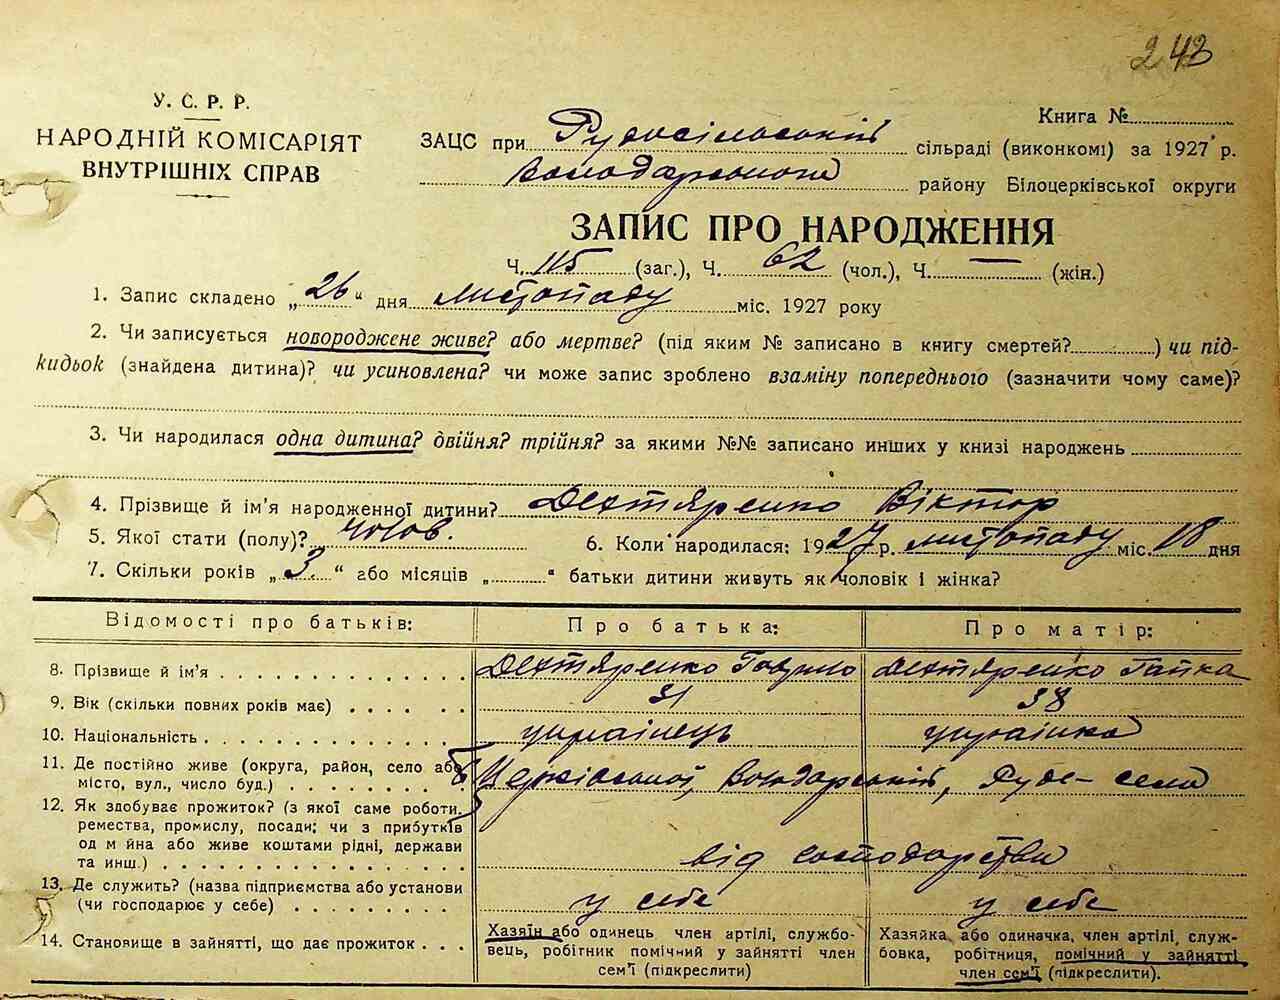 243
У. С. Р. Р.
НАРОДНІЙ КОМІСАРІЯТ
ВНУТРІШНІХ СПРАВ
Книга №
ЗАЦС при Рудосільській сільраді (виконкомі) за 1927 р.
Володарського району Білоцерківської округи
ЗАПИС ПРО НАРОДЖЕННЯ
Ч. 115 (заг.), Ч. 62 (чол.), Ч. — (жін.)
1. Запис складено „26“ дня листопаду міс. 1927 року
2. Чи записується новороджене живе? або мертве? (під яким № записано в книгу смертей?) чи під-
кидьок (знайдена дитина)? чи усиновлена? чи може запис зроблено взаміну попереднього (зазначити чому саме)?
3. Чи народилася одна дитина? двійня? трійня? за якими №№ записано инших у книзі народжень
4. Прізвище й ім'я народженної дитини? Дехтяренко Віктор
5. Якої стати (полу)? чолов. 6. Коли народилася: 1927 р. листопаду міс. 18 дня
7. Скільки років „3.“ або місяців „“ батьки дитини живуть як чоловік і жінка?
Відомості про батьків: Про батька: Про матір:
8. Прізвище й ім'я Дехтяренко Гаврило Дехтяренко Гапка
9. Вік (скільки повних років має) 31 38
10. Національність українець українка
11. Де постійно живе (округа, район, село або
місто, вул., число буд.) Б Церківської, Володарський, Руде-село
12. Як здобуває прожиток? (з якої саме роботи,
ремества, промислу, посади; чи з прибутків
од м йна або живе коштами рідні, держави
та инш.) від господарства
13. Де служить? (назва підприємства або установи
(чи господарює у себе) у себе у себе
14. Становище в зайнятті, що дає прожиток
Хазяїн або одинець член артілі, службо-
вець, робітник помічний у зайнятті член
сем'ї (підкреслити)
Хазяйка або одиначка, член артілі, служ-
бовка, робітниця, помічний у зайнятті
член сем'ї (підкреслити).